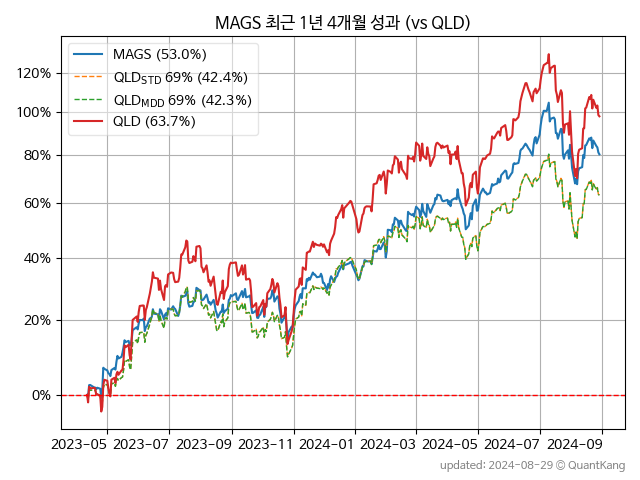 MAGS 최근 1년 4개월 성과 (vs QLD)
MAGS (53.0%)
QLD_STD 69% (42.4%)
QLD_MDD 69% (42.3%)
QLD (63.7%)
120%
100%
80%
60%
40%
20%
0%
2023-05 2023-07 2023-09 2023-11 2024-01 2024-03 2024-05 2024-07 2024-09
updated: 2024-08-29 © QuantKang